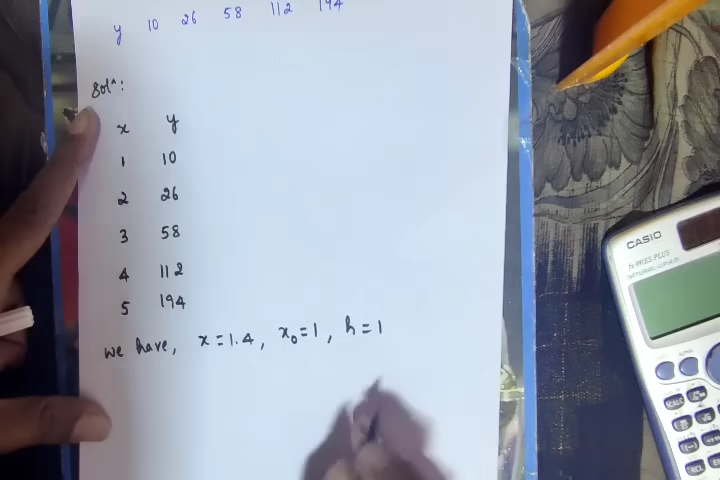 y 10 26 58 112 194
Solⁿ:
x y
1 10
2 26
3 58
4 112
5 194
we have, x = 1.4, x₀ = 1, h = 1
CASIO
CALC